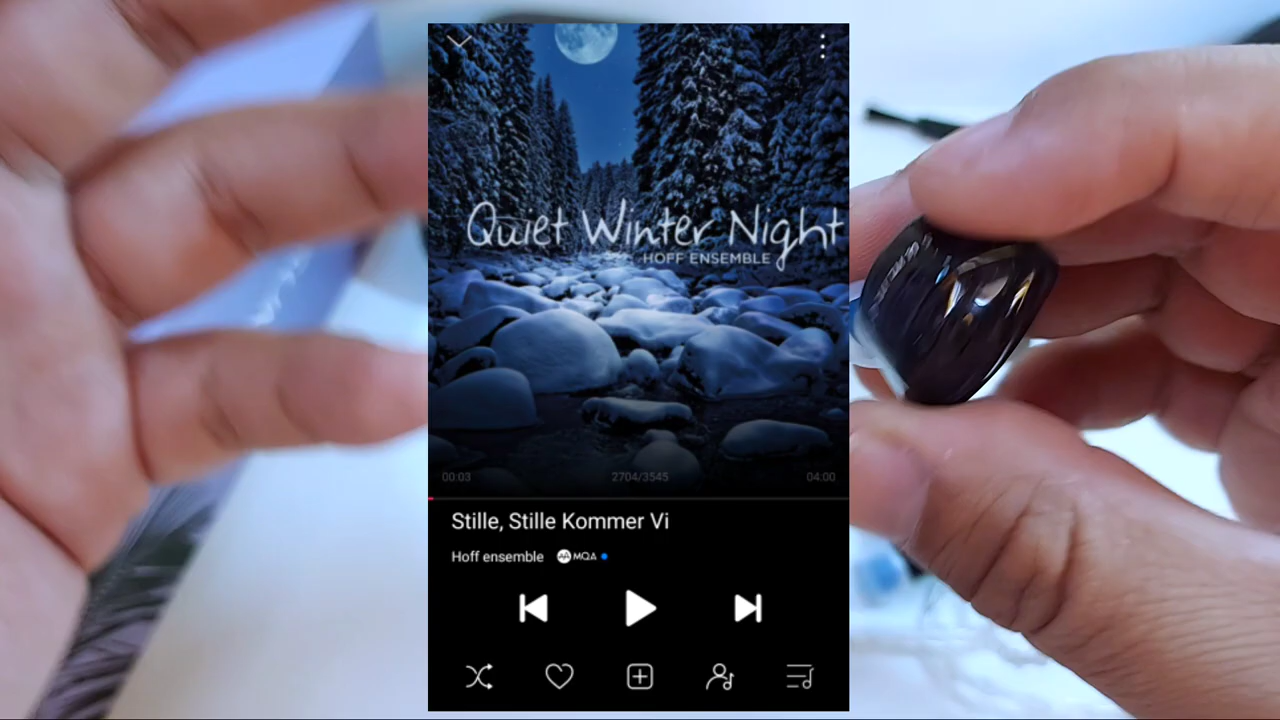 Quiet Winter Night
HOFF ENSEMBLE
00:03 2704/3545 04:00
Stille, Stille Kommer Vi
Hoff ensemble MQA